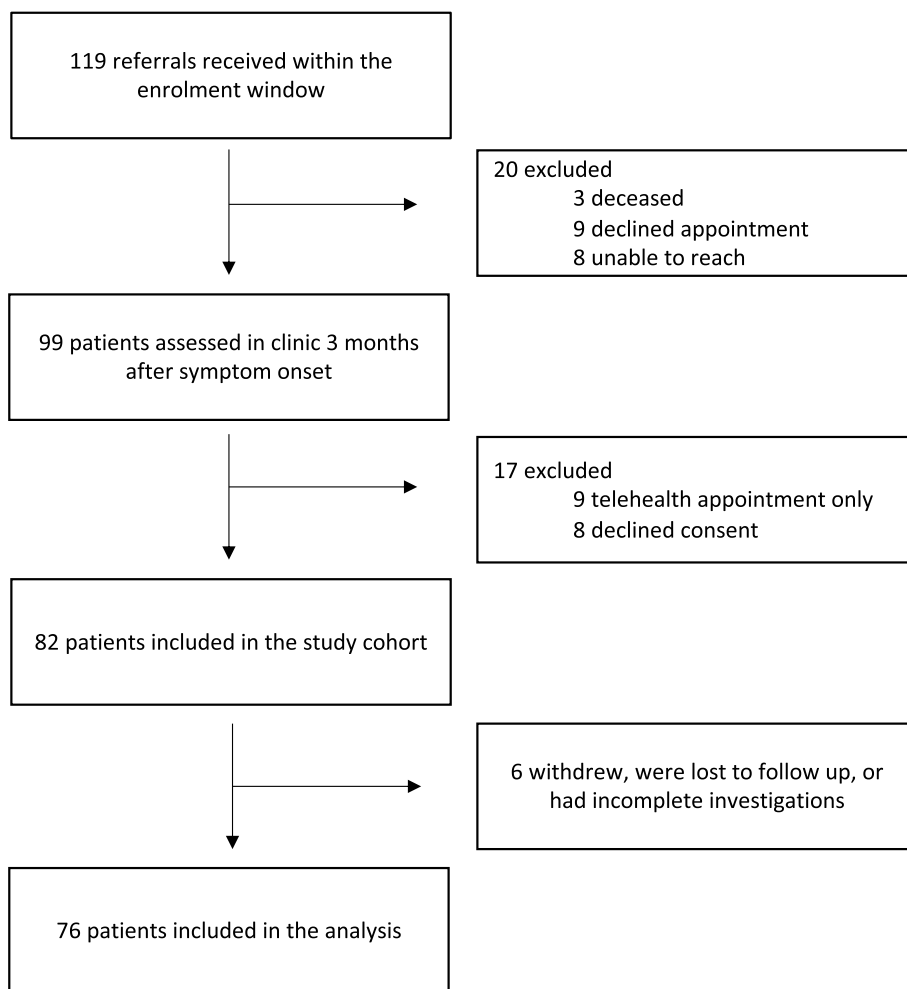 119 referrals received within the
enrolment window
20 excluded
3 deceased
9 declined appointment
8 unable to reach
99 patients assessed in clinic 3 months
after symptom onset
17 excluded
9 telehealth appointment only
8 declined consent
82 patients included in the study cohort
6 withdrew, were lost to follow up, or
had incomplete investigations
76 patients included in the analysis